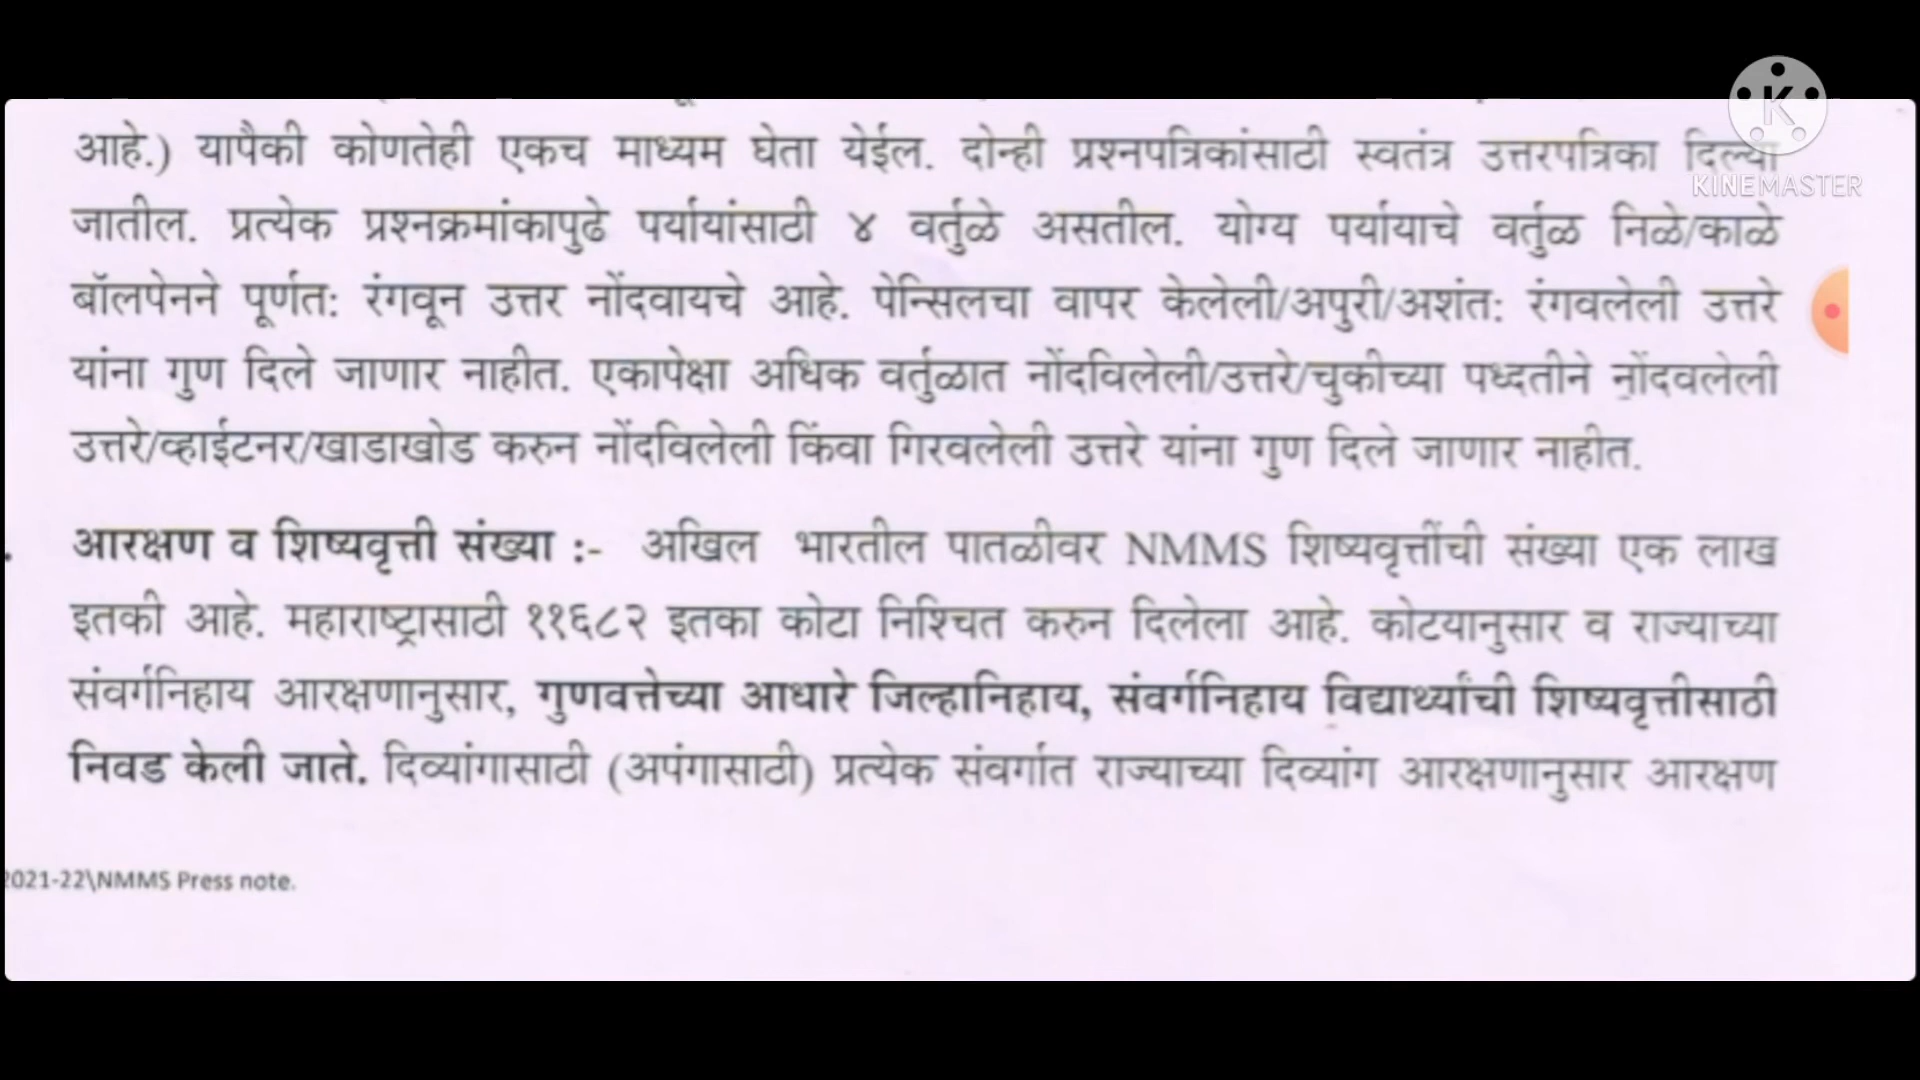 आहे.) यापैकी कोणतेही एकच माध्यम घेता येईल. दोन्ही प्रश्नपत्रिकांसाठी स्वतंत्र उत्तरपत्रिका दिल्या
KINEMASTER
जातील. प्रत्येक प्रश्नक्रमांकापुढे पर्यायांसाठी ४ वर्तुळे असतील. योग्य पर्यायाचे वर्तुळ निळे/काळे
बॉलपेनने पूर्णत: रंगवून उत्तर नोंदवायचे आहे. पेन्सिलचा वापर केलेली/अपुरी/अशंत: रंगवलेली उत्तरे
यांना गुण दिले जाणार नाहीत. एकापेक्षा अधिक वर्तुळात नोंदविलेली/उत्तरे/चुकीच्या पध्दतीने नोंदवलेली
उत्तरे/व्हाईटनर/खाडाखोड करुन नोंदविलेली किंवा गिरवलेली उत्तरे यांना गुण दिले जाणार नाहीत.
. आरक्षण व शिष्यवृत्ती संख्या :- अखिल भारतील पातळीवर NMMS शिष्यवृत्तींची संख्या एक लाख
इतकी आहे. महाराष्ट्रासाठी ११६८२ इतका कोटा निश्चित करुन दिलेला आहे. कोटयानुसार व राज्याच्या
संवर्गनिहाय आरक्षणानुसार, गुणवत्तेच्या आधारे जिल्हानिहाय, संवर्गनिहाय विद्यार्थ्यांची शिष्यवृत्तीसाठी
निवड केली जाते. दिव्यांगासाठी (अपंगासाठी) प्रत्येक संवर्गात राज्याच्या दिव्यांग आरक्षणानुसार आरक्षण
2021-22\NMMS Press note.